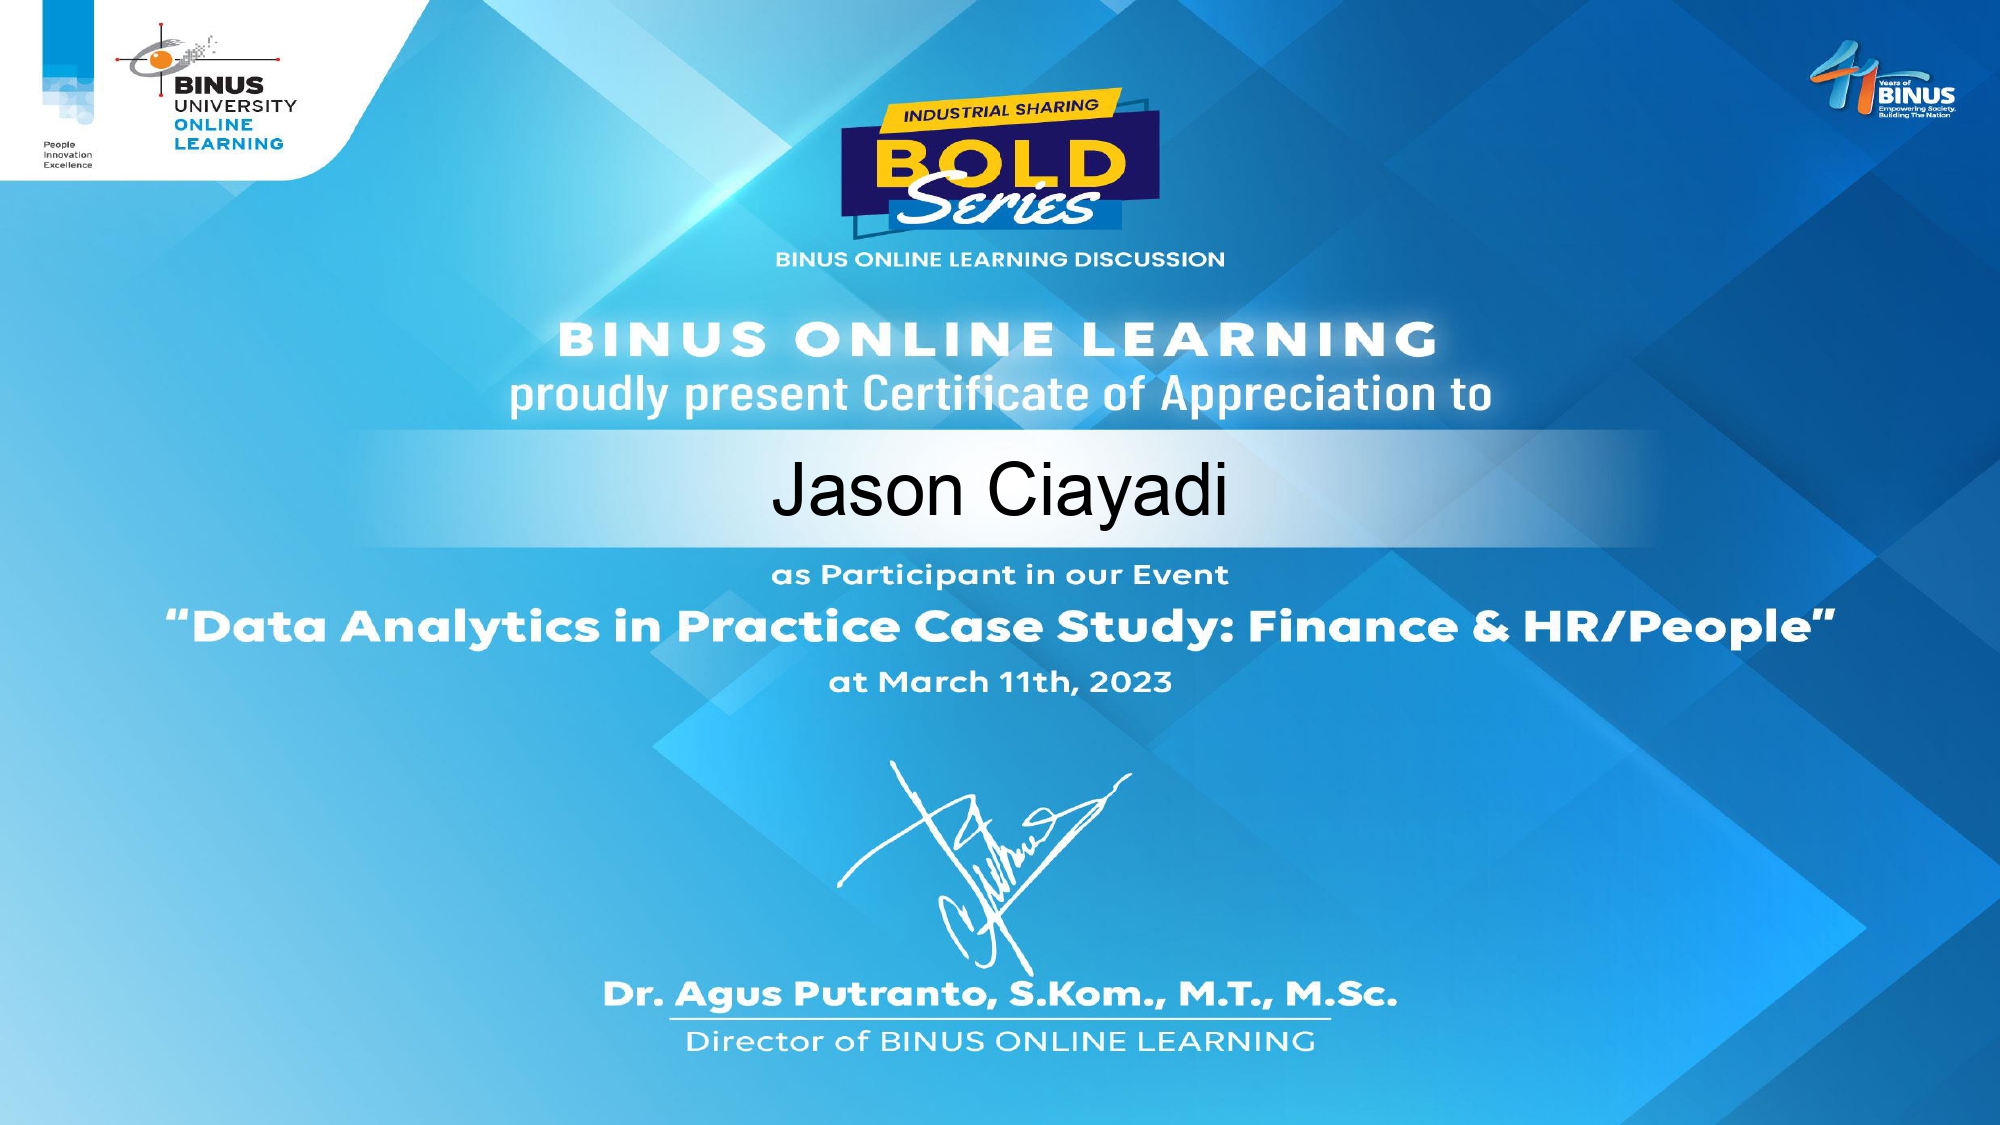 People
Innovation
Excellence
BINUS
UNIVERSITY
ONLINE
LEARNING
41
Years of
BINUS
Empowering Society,
Building The Nation
INDUSTRIAL SHARING
BOLD
Series
BINUS ONLINE LEARNING DISCUSSION
BINUS ONLINE LEARNING
proudly present Certificate of Appreciation to
Jason Ciayadi
as Participant in our Event
“Data Analytics in Practice Case Study: Finance & HR/People”
at March 11th, 2023
Dr. Agus Putranto, S.Kom., M.T., M.Sc.
Director of BINUS ONLINE LEARNING